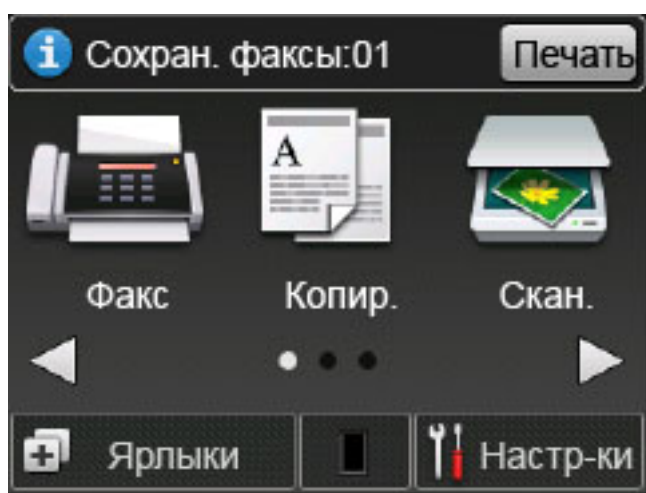 Сохран. факсы:01 Печать
Факс Копир. Скан.
Ярлыки Настр-ки